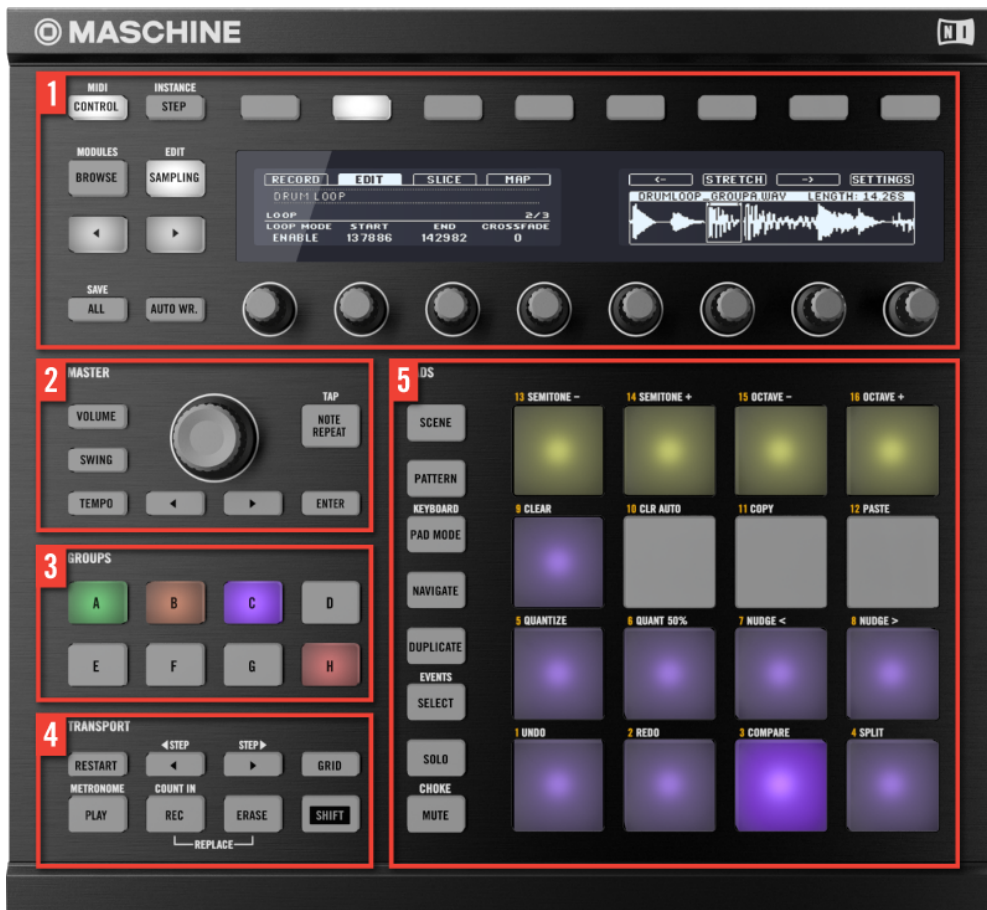 MASCHINE
NI
1
MIDI INSTANCE
CONTROL STEP
MODULES EDIT
BROWSE SAMPLING
SAVE
ALL AUTO WR.
RECORD EDIT SLICE MAP
DRUM LOOP
LOOP 2/3
LOOP MODE START END CROSSFADE
ENABLE 137886 142982 0
<- STRETCH -> SETTINGS
DRUMLOOP_GROUPA.WAV LENGTH: 14.26S
2 MASTER
VOLUME
TAP
NOTE
REPEAT
SWING
TEMPO ENTER
3 GROUPS
A B C D
E F G H
4 TRANSPORT
STEP STEP
RESTART GRID
METRONOME COUNT IN
PLAY REC ERASE SHIFT
REPLACE
5 DS
SCENE
PATTERN
KEYBOARD
PAD MODE
NAVIGATE
DUPLICATE
EVENTS
SELECT
SOLO
CHOKE
MUTE
13 SEMITONE - 14 SEMITONE + 15 OCTAVE - 16 OCTAVE +
9 CLEAR 10 CLR AUTO 11 COPY 12 PASTE
5 QUANTIZE 6 QUANT 50% 7 NUDGE < 8 NUDGE >
1 UNDO 2 REDO 3 COMPARE 4 SPLIT